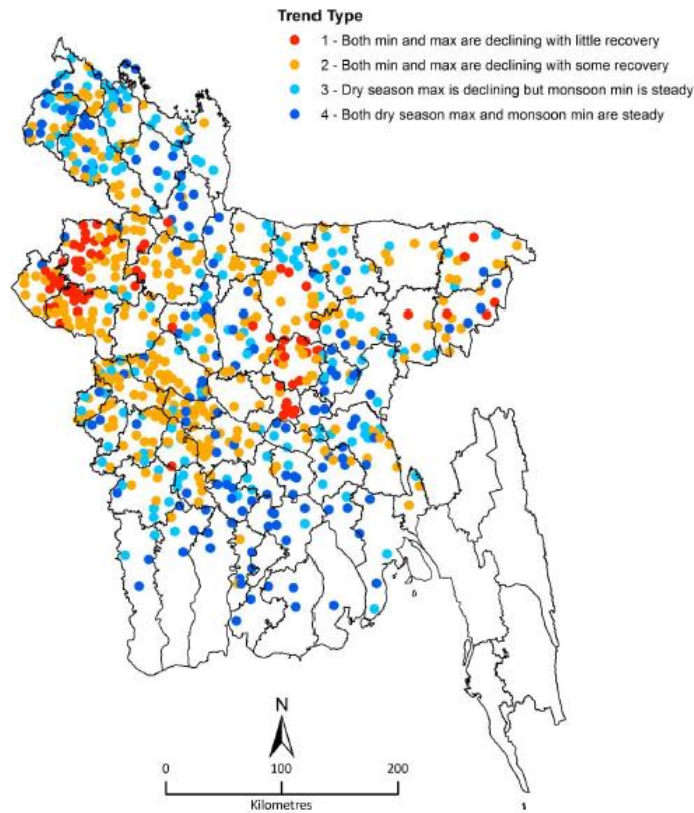 Trend Type
1 - Both min and max are declining with little recovery
2 - Both min and max are declining with some recovery
3 - Dry season max is declining but monsoon min is steady
4 - Both dry season max and monsoon min are steady
N
0 100 200
Kilometres